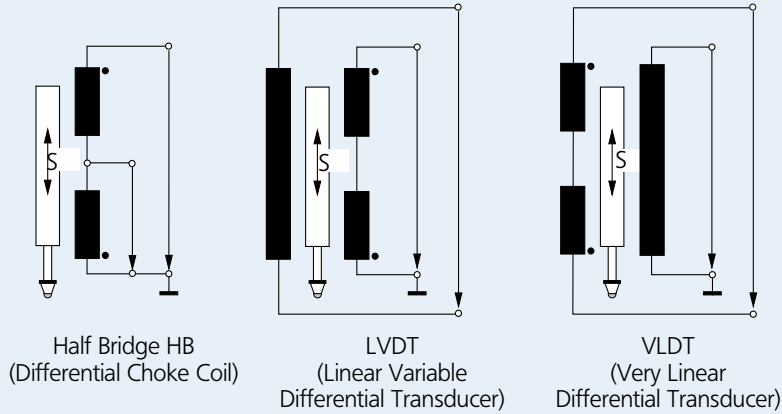 S
S
S
Half Bridge HB
(Differential Choke Coil)
LVDT
(Linear Variable
Differential Transducer)
VLDT
(Very Linear
Differential Transducer)